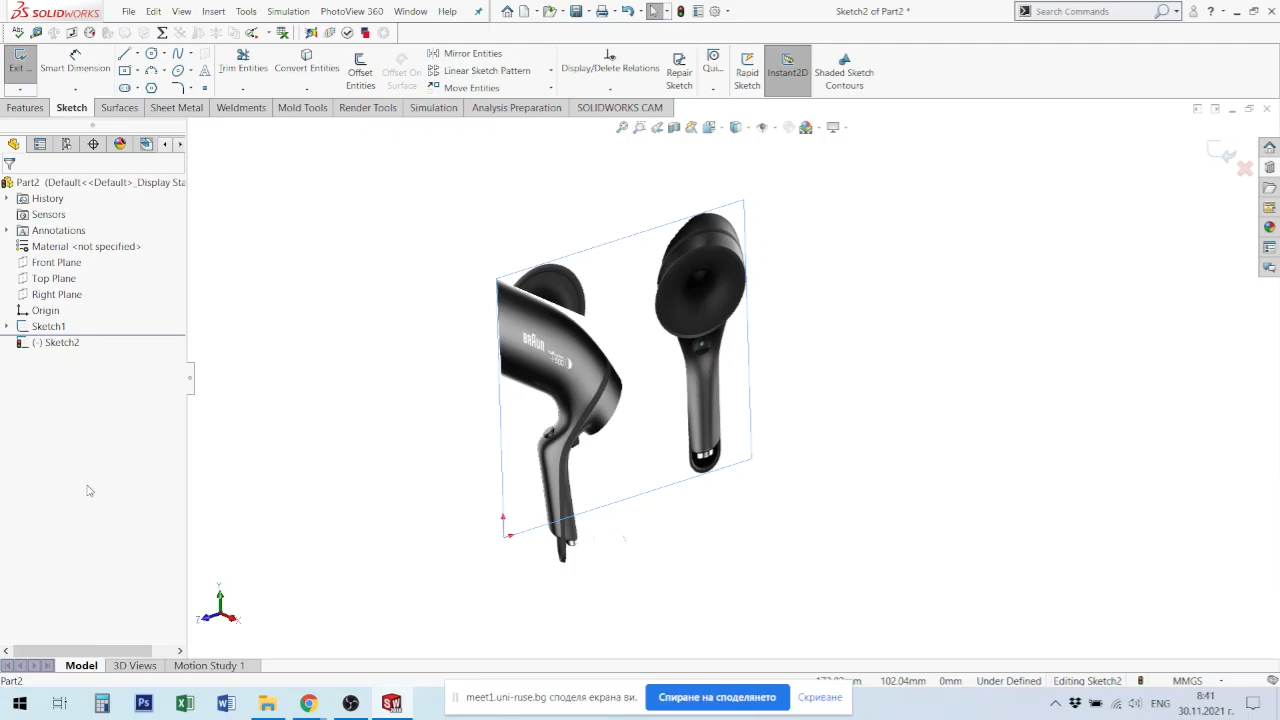 SOLIDWORKS File Edit View Insert Tools Simulation PhotoView 360 Window Help Sketch2 of Part2 * Search Commands ?
Exit ... Smart Dimension Trim Entities Convert Entities Offset Entities Offset On Surface Mirror Entities Linear Sketch Pattern Move Entities Display/Delete Relations Repair Sketch Qui... Rapid Sketch Instant2D Shaded Sketch Contours
Features Sketch Surfaces Sheet Metal Weldments Mold Tools Render Tools Simulation Analysis Preparation SOLIDWORKS CAM
Part2 (Default<<Default>_Display Sta
History
Sensors
Annotations
Material <not specified>
Front Plane
Top Plane
Right Plane
Origin
Sketch1
(-) Sketch2
BRAUN
Y
Z X
Model 3D Views Motion Study 1
Part2 102.04mm 0mm Under Defined Editing Sketch2 MMGS
meet1.uni-ruse.bg споделя екрана ви. Спиране на споделянето Скриване
ENG 8:41
30.11.2021 г.